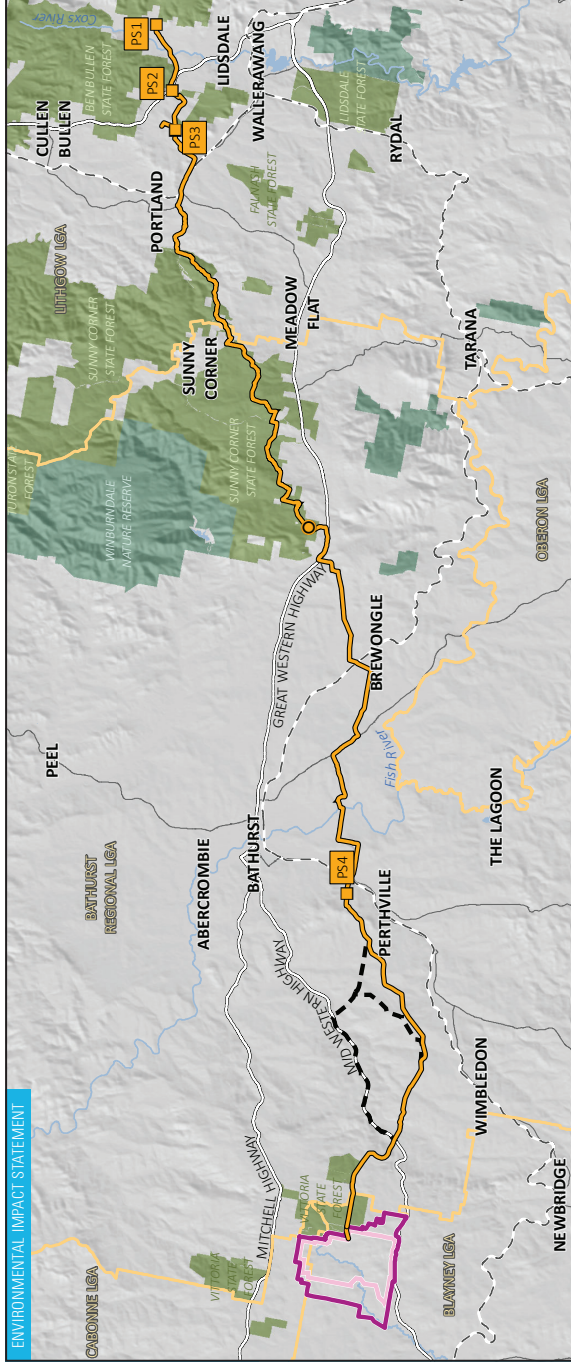 ENVIRONMENTAL IMPACT STATEMENT
CABONNE LGA
VITTORIA
STATE
FOREST
MITCHELL HIGHWAY
VITTORIA
STATE
FOREST
BLAYNEY LGA
NEWBRIDGE
WIMBLEDON
MID WESTERN HIGHWAY
PERTHVILLE
PS4
BATHURST
ABERCROMBIE
BATHURST
REGIONAL LGA
PEEL
THE LAGOON
Fish River
BREWONGLE
GREAT WESTERN HIGHWAY
OBERON LGA
WINBURNDALE
NATURE RESERVE
TURON STATE
FOREST
SUNNY CORNER
STATE FOREST
SUNNY
CORNER
SUNNY CORNER
STATE FOREST
LITHGOW LGA
MEADOW
FLAT
TARANA
PORTLAND
FALNASH
STATE FOREST
RYDAL
LIDSDALE
STATE FOREST
WALLERAWANG
LIDSDALE
CULLEN
BULLEN
BEN BULLEN
STATE FOREST
PS3
PS2
PS1
Coxs River